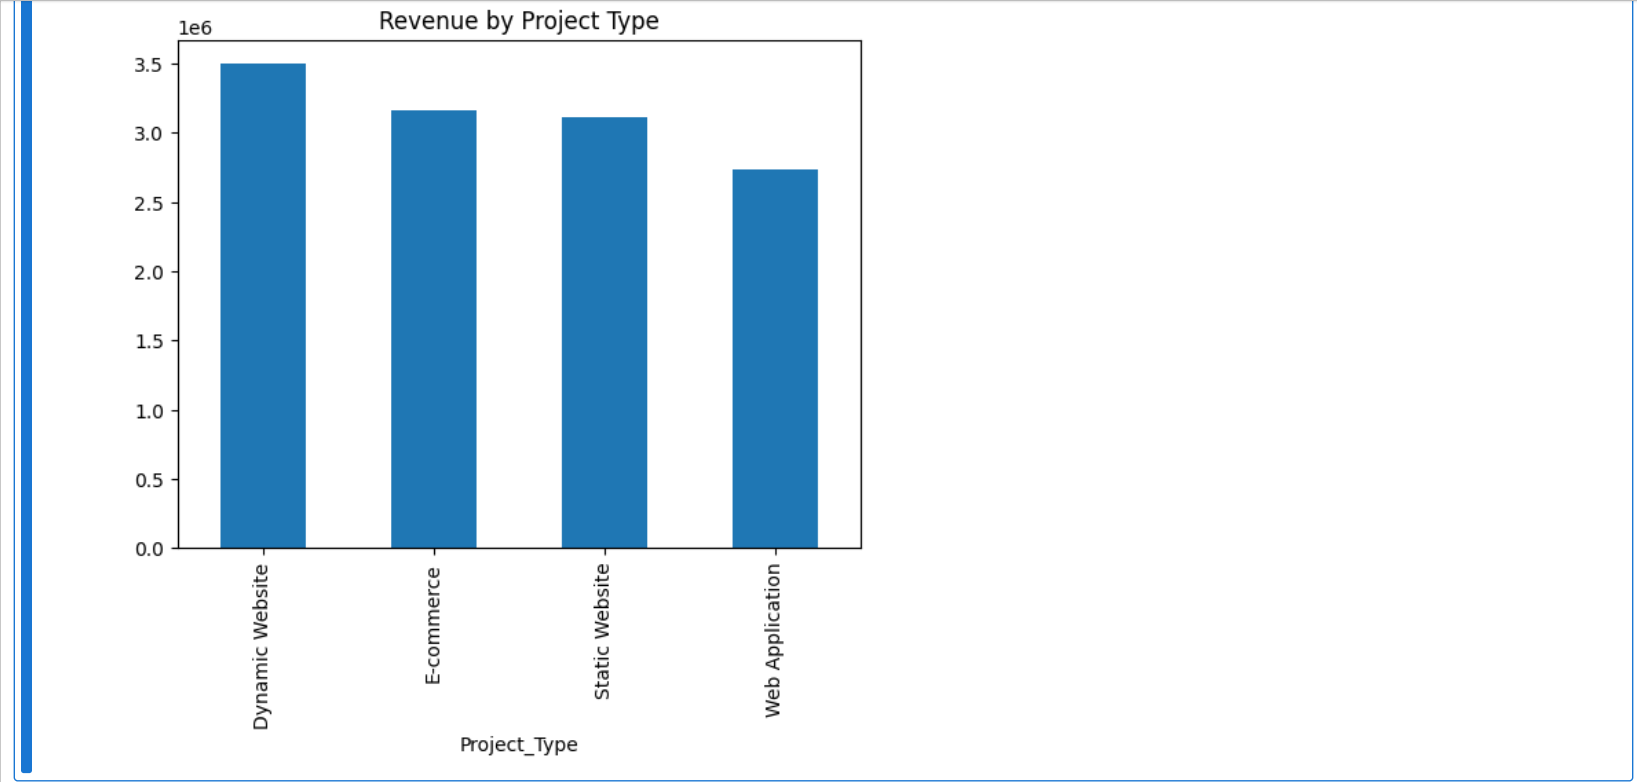 Revenue by Project Type
1e6
3.5
3.0
2.5
2.0
1.5
1.0
0.5
0.0
Dynamic Website
E-commerce
Static Website
Web Application
Project_Type